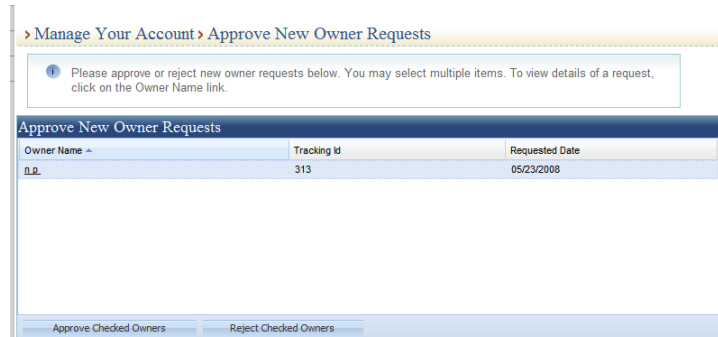 › Manage Your Account › Approve New Owner Requests
Please approve or reject new owner requests below. You may select multiple items. To view details of a request,
click on the Owner Name link.
Approve New Owner Requests
Owner Name Tracking Id Requested Date
n p 313 05/23/2008
Approve Checked Owners Reject Checked Owners